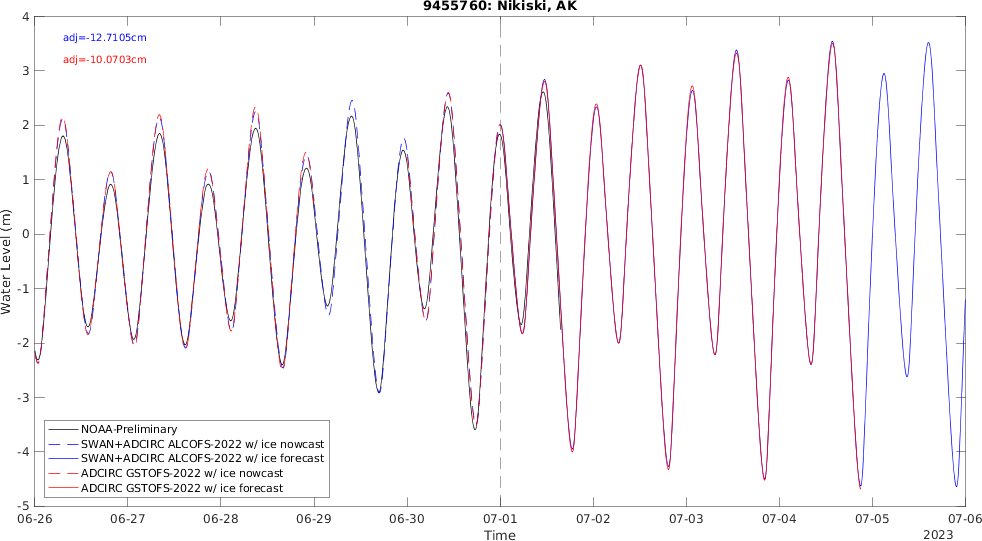 9455760: Nikiski, AK
adj=-12.7105cm
adj=-10.0703cm
4
3
2
1
0
-1
-2
-3
-4
-5
Water Level (m)
NOAA-Preliminary
SWAN+ADCIRC ALCOFS-2022 w/ ice nowcast
SWAN+ADCIRC ALCOFS-2022 w/ ice forecast
ADCIRC GSTOFS-2022 w/ ice nowcast
ADCIRC GSTOFS-2022 w/ ice forecast
06-26 06-27 06-28 06-29 06-30 07-01 07-02 07-03 07-04 07-05 07-06
Time
2023